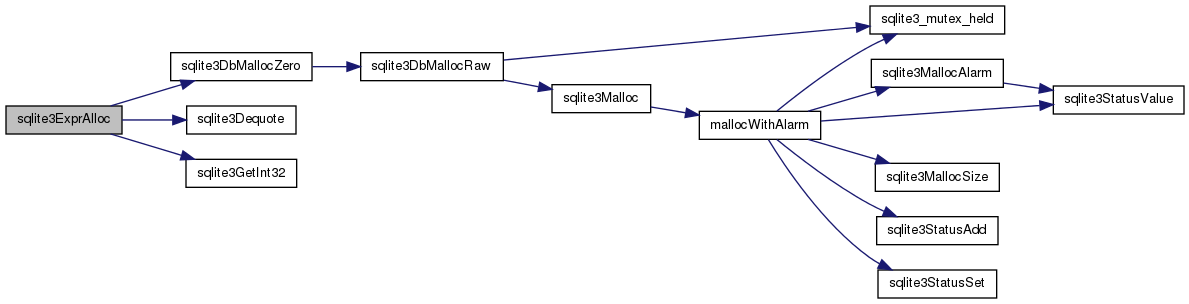 sqlite3ExprAlloc
sqlite3DbMallocZero
sqlite3Dequote
sqlite3GetInt32
sqlite3DbMallocRaw
sqlite3Malloc
mallocWithAlarm
sqlite3_mutex_held
sqlite3MallocAlarm
sqlite3StatusValue
sqlite3MallocSize
sqlite3StatusAdd
sqlite3StatusSet